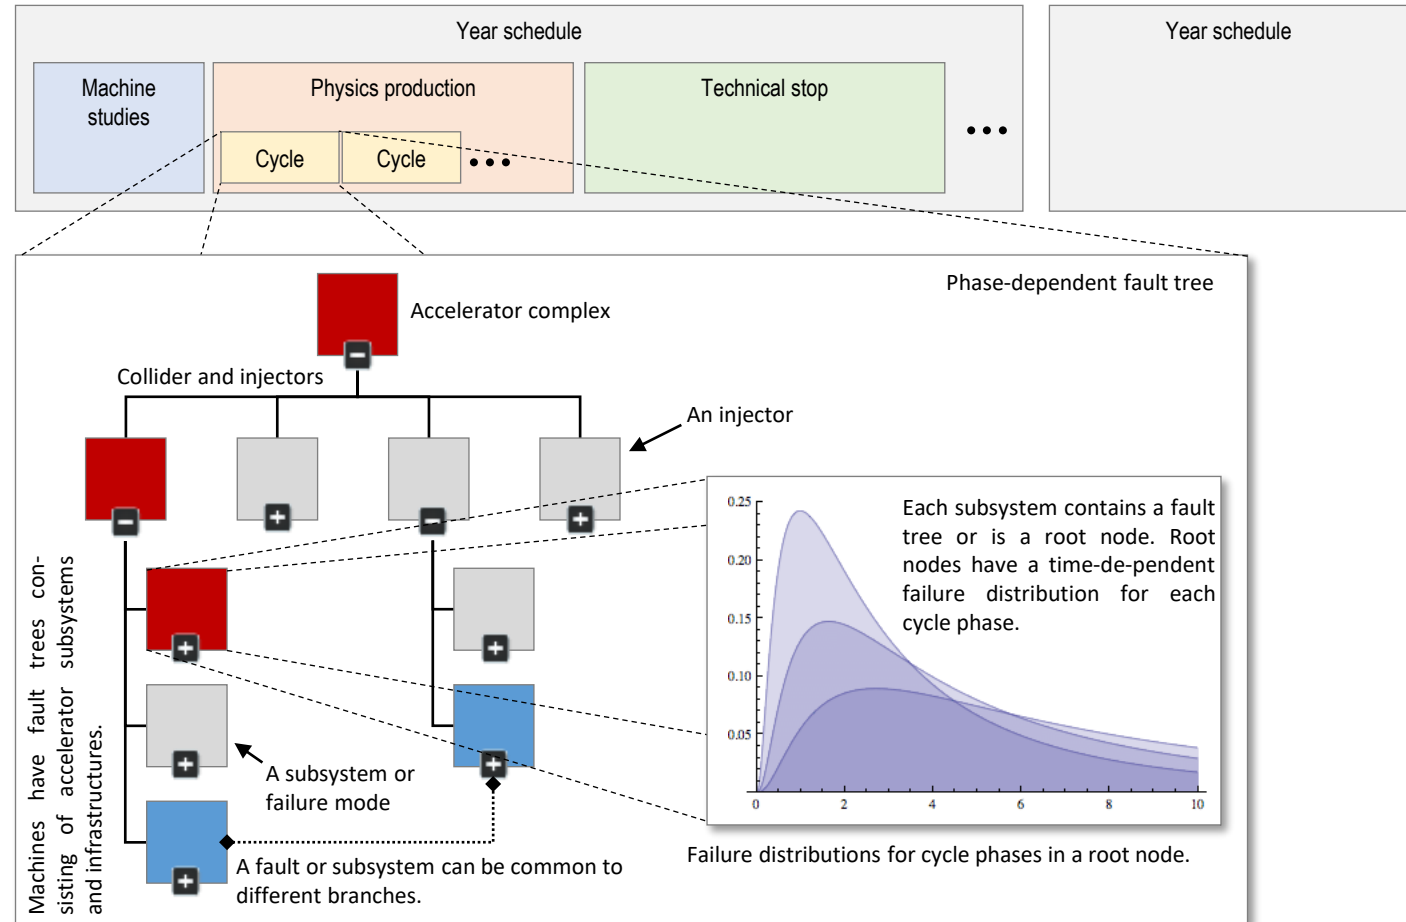 Year schedule
Year schedule
Machine
studies
Physics production
Technical stop
Cycle
Cycle
Phase-dependent fault tree
Accelerator complex
Collider and injectors
An injector
Machines have fault trees con-
sisting of accelerator subsystems
and infrastructures.
A subsystem or
failure mode
A fault or subsystem can be common to
different branches.
Each subsystem contains a fault
tree or is a root node. Root
nodes have a time-de-pendent
failure distribution for each
cycle phase.
0.25
0.20
0.15
0.10
0.05
0 2 4 6 8 10
Failure distributions for cycle phases in a root node.